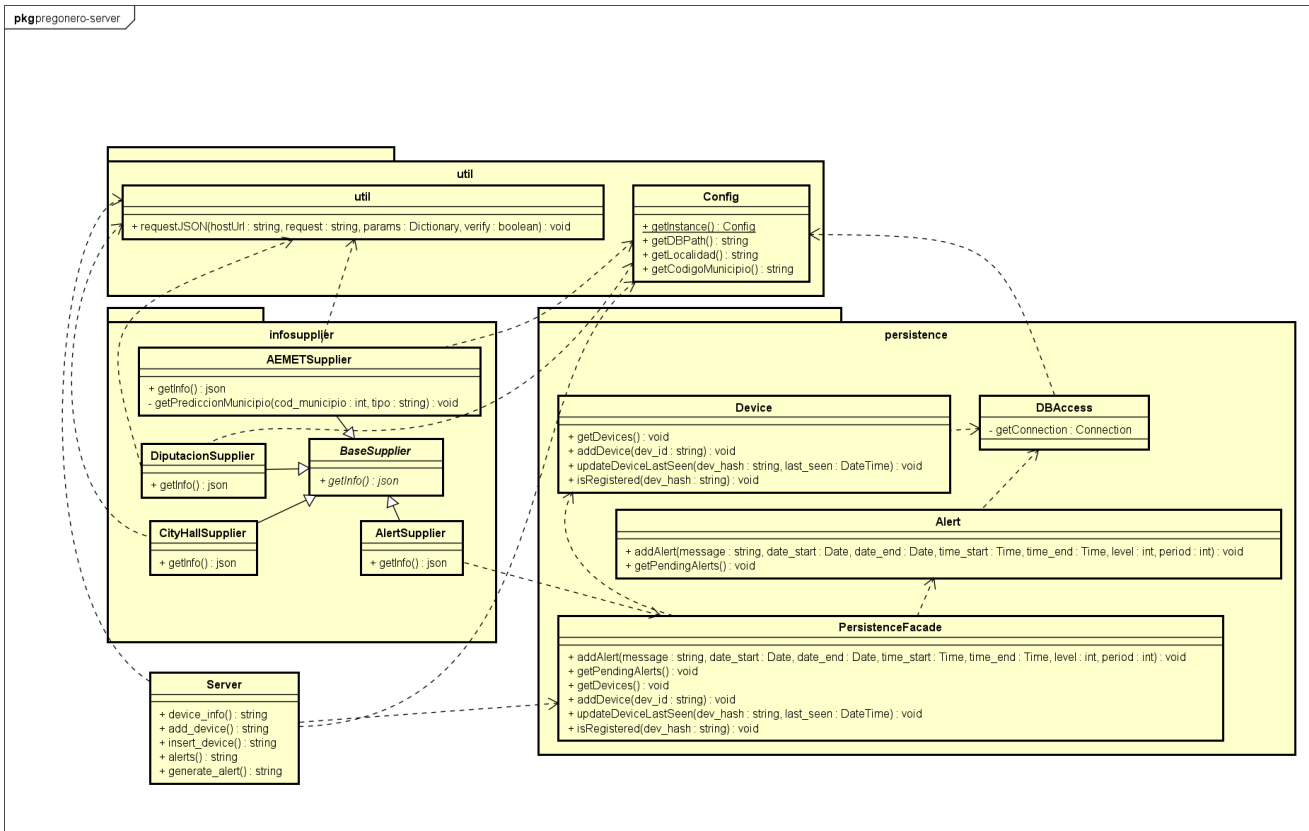 pkg pregonero-server
util
util
+ requestJSON(hostUrl : string, request : string, params : Dictionary, verify : boolean) : void
Config
+ getInstance() : Config
+ getDBPath() : string
+ getLocalidad() : string
+ getCodigoMunicipio() : string
infosupplier
AEMETSupplier
+ getInfo() : json
- getPrediccionMunicipio(cod_municipio : int, tipo : string) : void
DiputacionSupplier
+ getInfo() : json
BaseSupplier
+ getInfo() : json
CityHallSupplier
+ getInfo() : json
AlertSupplier
+ getInfo() : json
persistence
Device
+ getDevices() : void
+ addDevice(dev_id : string) : void
+ updateDeviceLastSeen(dev_hash : string, last_seen : DateTime) : void
+ isRegistered(dev_hash : string) : void
DBAccess
- getConnection : Connection
Alert
+ addAlert(message : string, date_start : Date, date_end : Date, time_start : Time, time_end : Time, level : int, period : int) : void
+ getPendingAlerts() : void
PersistenceFacade
+ addAlert(message : string, date_start : Date, date_end : Date, time_start : Time, time_end : Time, level : int, period : int) : void
+ getPendingAlerts() : void
+ getDevices() : void
+ addDevice(dev_id : string) : void
+ updateDeviceLastSeen(dev_hash : string, last_seen : DateTime) : void
+ isRegistered(dev_hash : string) : void
Server
+ device_info() : string
+ add_device() : string
+ insert_device() : string
+ alerts() : string
+ generate_alert() : string